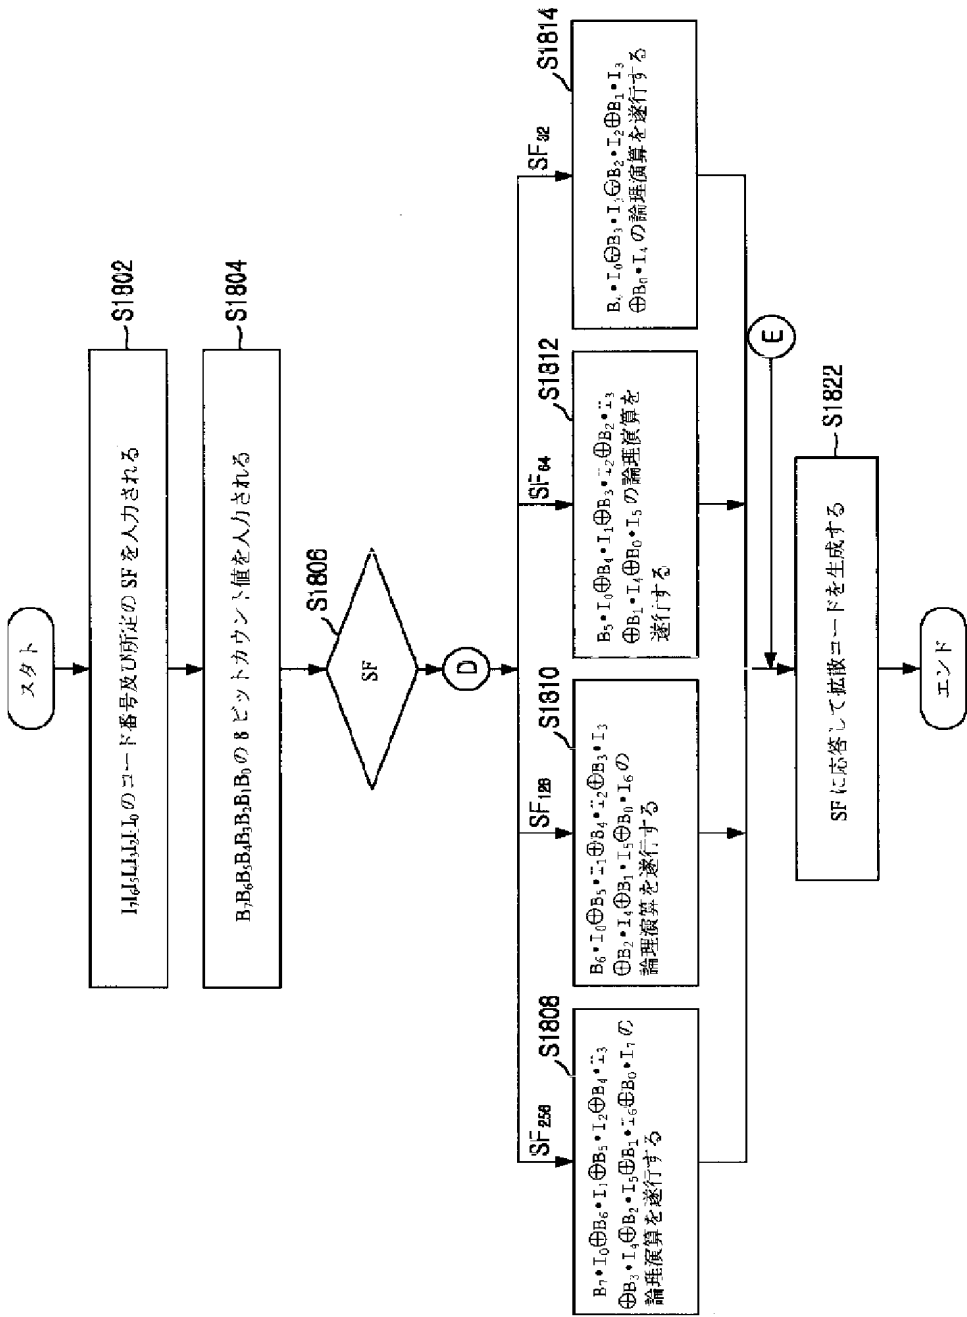 スタト
I₇I₆I₅I₄I₃I₂I₁I₀のコード番号及び所定のSFを入力される
S1802
B₇B₆B₅B₄B₃B₂B₁B₀の8ビットカウント値を入力される
S1804
SF
S1806
D
SF₂₅₆
S1808
B₇•I₀⊕B₆•I₁⊕B₅•I₂⊕B₄•I₃
⊕B₃•I₄⊕B₂•I₅⊕B₁•I₆⊕B₀•I₇の
論理演算を遂行する
SF₁₂₈
S1810
B₆•I₀⊕B₅•I₁⊕B₄•I₂⊕B₃•I₃
⊕B₂•I₄⊕B₁•I₅⊕B₀•I₆の
論理演算を遂行する
SF₆₄
S1812
B₅•I₀⊕B₄•I₁⊕B₃•I₂⊕B₂•I₃
⊕B₁•I₄⊕B₀•I₅の論理演算を
遂行する
SF₃₂
S1814
B₄•I₀⊕B₃•I₁⊕B₂•I₂⊕B₁•I₃
⊕B₀•I₄の論理演算を遂行する
E
SFに応答して拡散コードを生成する
S1822
エンド